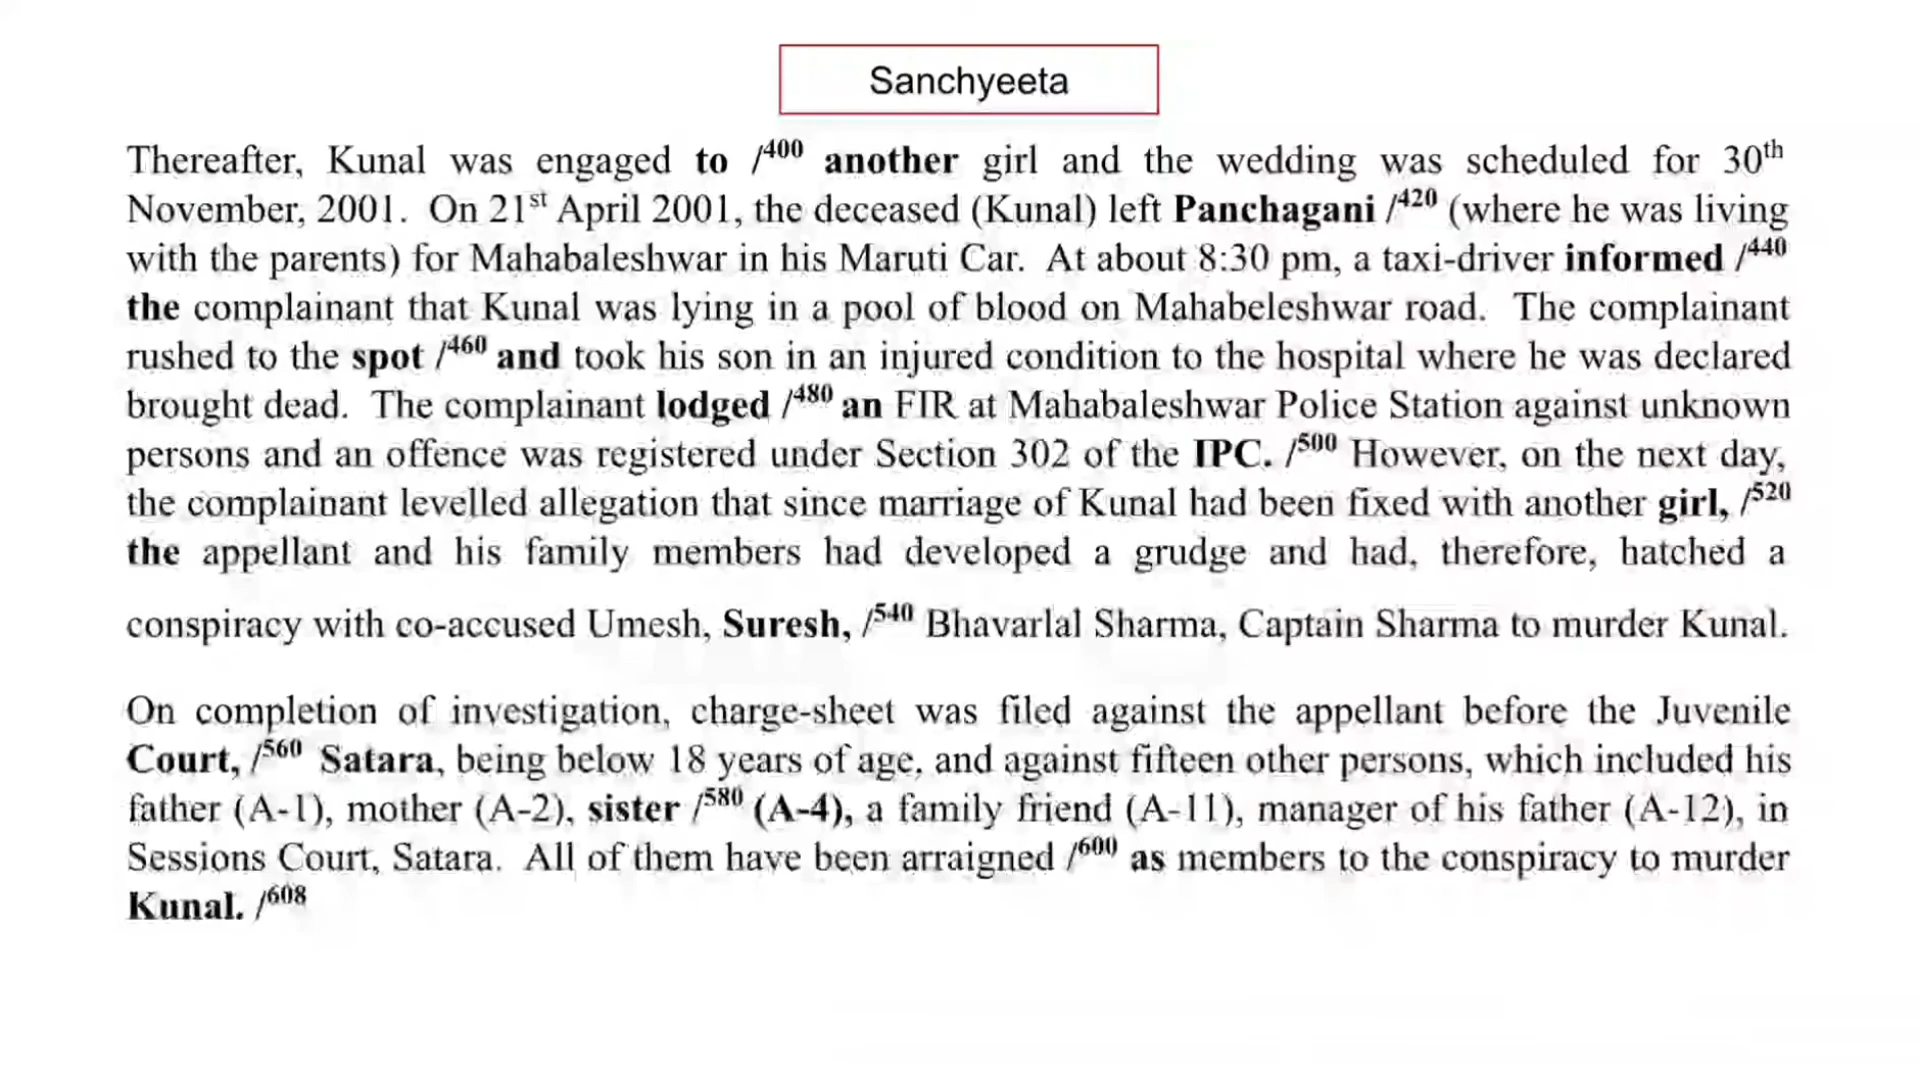 Sanchyeeta
Thereafter, Kunal was engaged to /400 another girl and the wedding was scheduled for 30th
November, 2001. On 21st April 2001, the deceased (Kunal) left Panchagani /420 (where he was living
with the parents) for Mahabaleshwar in his Maruti Car. At about 8:30 pm, a taxi-driver informed /440
the complainant that Kunal was lying in a pool of blood on Mahabeleshwar road. The complainant
rushed to the spot /460 and took his son in an injured condition to the hospital where he was declared
brought dead. The complainant lodged /480 an FIR at Mahabaleshwar Police Station against unknown
persons and an offence was registered under Section 302 of the IPC. /500 However, on the next day,
the complainant levelled allegation that since marriage of Kunal had been fixed with another girl, /520
the appellant and his family members had developed a grudge and had, therefore, hatched a
conspiracy with co-accused Umesh, Suresh, /540 Bhavarlal Sharma, Captain Sharma to murder Kunal.
On completion of investigation, charge-sheet was filed against the appellant before the Juvenile
Court, /560 Satara, being below 18 years of age, and against fifteen other persons, which included his
father (A-1), mother (A-2), sister /580 (A-4), a family friend (A-11), manager of his father (A-12), in
Sessions Court, Satara. All of them have been arraigned /600 as members to the conspiracy to murder
Kunal. /608